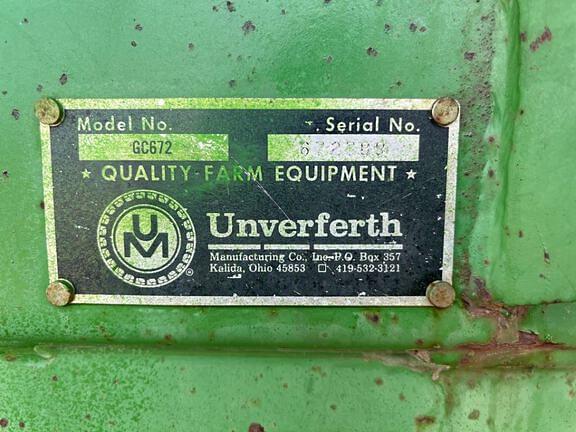 Model No. Serial No.
GC672
★ QUALITY FARM EQUIPMENT ★
UM
Unverferth
Manufacturing Co., Inc. P.O. Box 357
Kalida, Ohio 45853 □ 419-532-3121
®